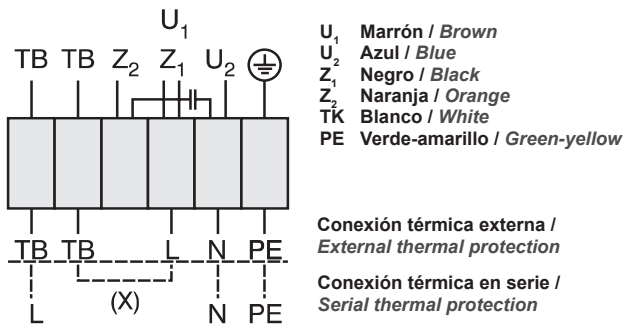 U₁
TB TB Z₂ Z₁ U₂
TB TB L N PE
(X)
L N PE
U₁ Marrón / Brown
U₂ Azul / Blue
Z₁ Negro / Black
Z₂ Naranja / Orange
TK Blanco / White
PE Verde-amarillo / Green-yellow
Conexión térmica externa /
External thermal protection
Conexión térmica en serie /
Serial thermal protection